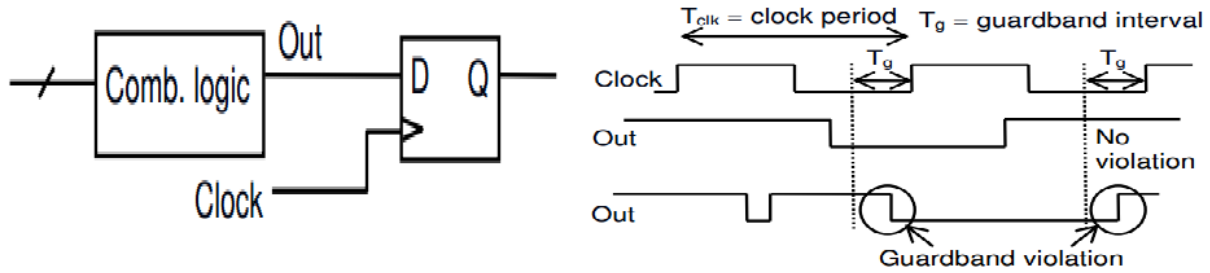 Out
Comb. logic
D Q
Clock
T_clk = clock period T_g = guardband interval
T_g T_g
Clock
Out
No
violation
Out
Guardband violation